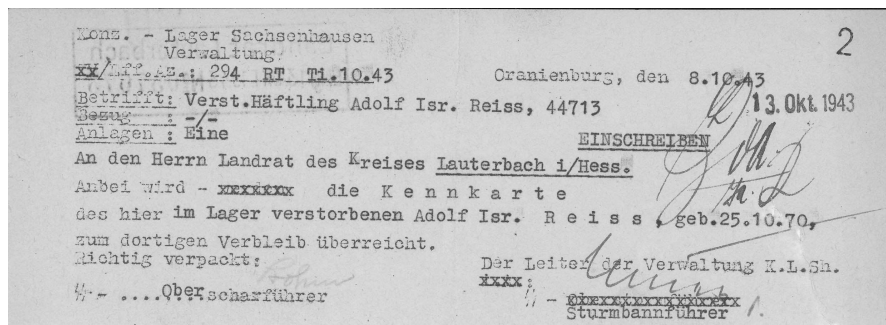 Konz. - Lager Sachsenhausen
2
Verwaltung.
xx/Lff.Az.: 294 RT Ti.10.43
Oranienburg, den 8.10.43
Betrifft: Verst.Häftling Adolf Isr. Reiss, 44713
13. Okt. 1943
Bezug : -/-
Anlagen : Eine
EINSCHREIBEN
An den Herrn Landrat des Kreises Lauterbach i/Hess.
Anbei wird - xxxxxxx die K e n n k a r t e
des hier im Lager verstorbenen Adolf Isr. R e i s s , geb.25.10.70,
zum dortigen Verbleib überreicht.
Richtig verpackt:
Der Leiter der Verwaltung K.L.Sh.
xxxx:
SS - ....Oberscharführer
SS -
Sturmbannführer